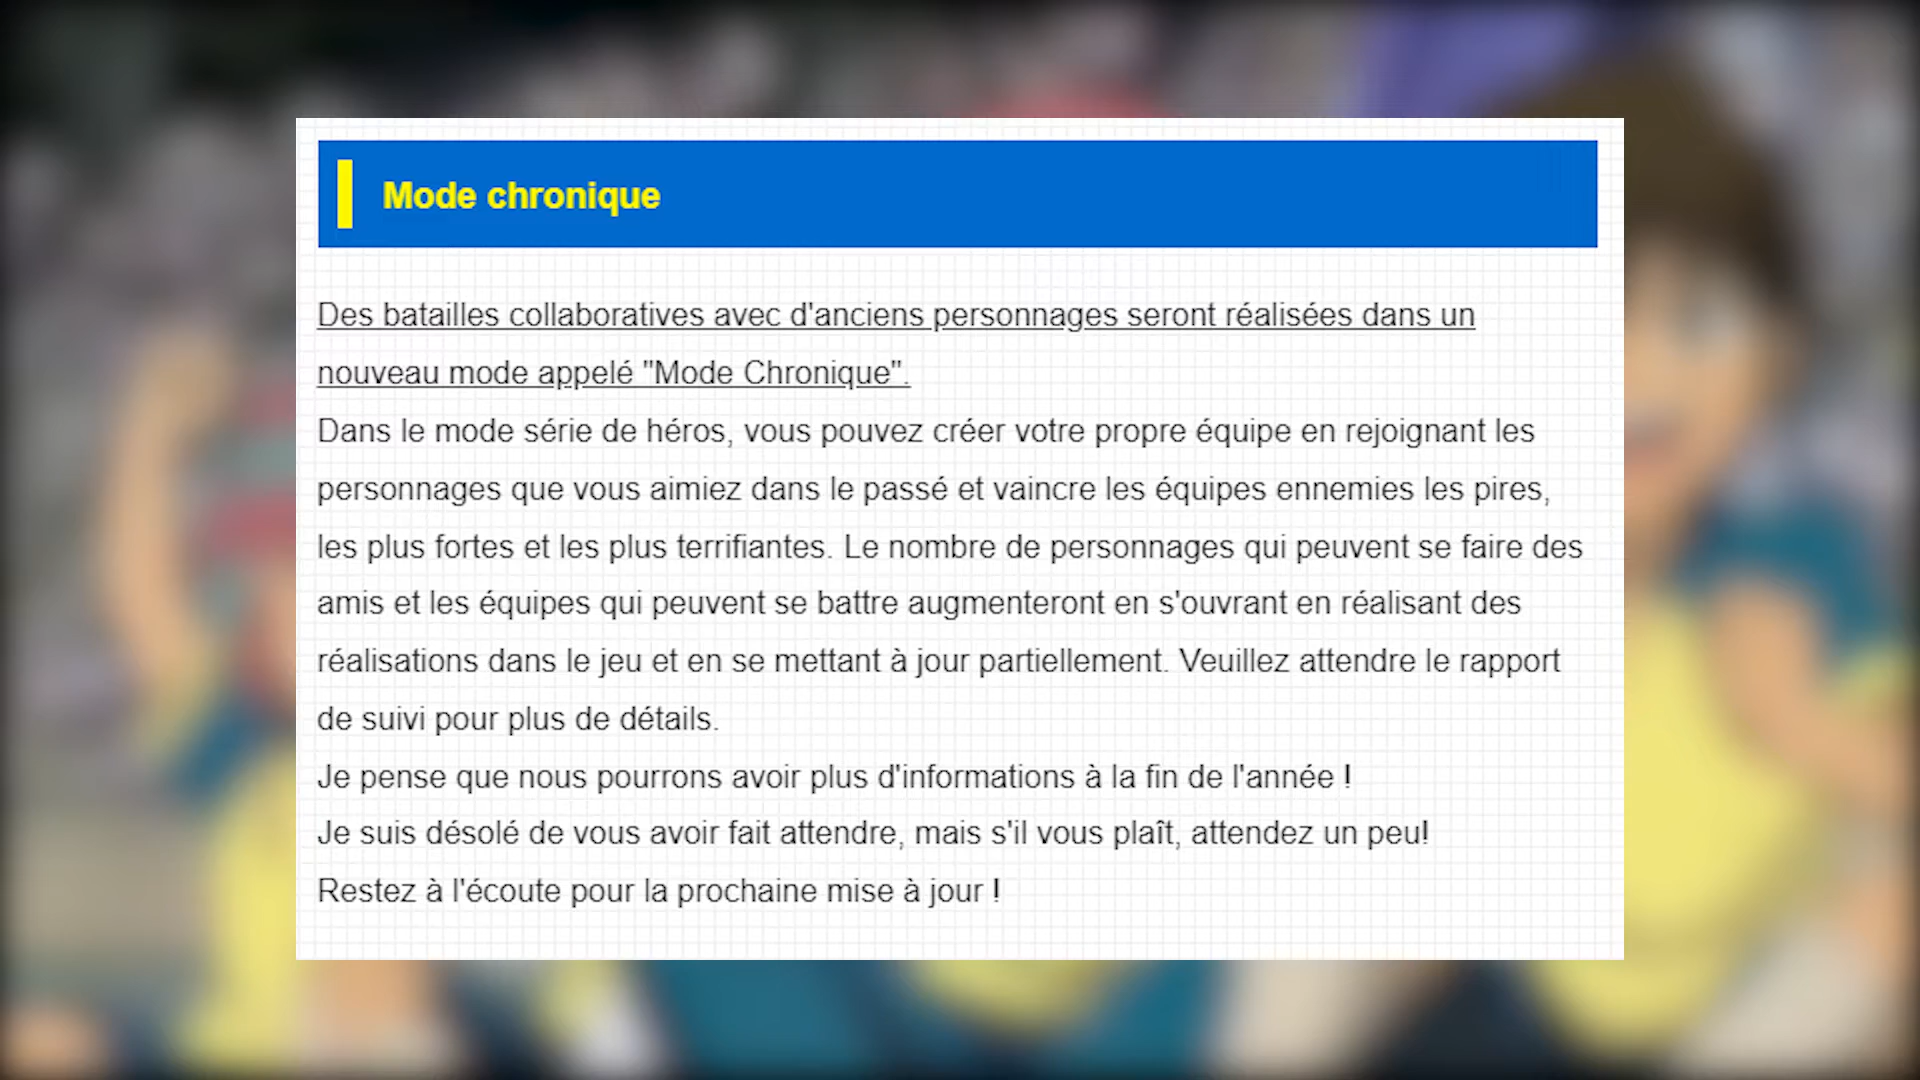 Mode chronique
Des batailles collaboratives avec d'anciens personnages seront réalisées dans un
nouveau mode appelé "Mode Chronique".
Dans le mode série de héros, vous pouvez créer votre propre équipe en rejoignant les
personnages que vous aimiez dans le passé et vaincre les équipes ennemies les pires,
les plus fortes et les plus terrifiantes. Le nombre de personnages qui peuvent se faire des
amis et les équipes qui peuvent se battre augmenteront en s'ouvrant en réalisant des
réalisations dans le jeu et en se mettant à jour partiellement. Veuillez attendre le rapport
de suivi pour plus de détails.
Je pense que nous pourrons avoir plus d'informations à la fin de l'année !
Je suis désolé de vous avoir fait attendre, mais s'il vous plaît, attendez un peu!
Restez à l'écoute pour la prochaine mise à jour !